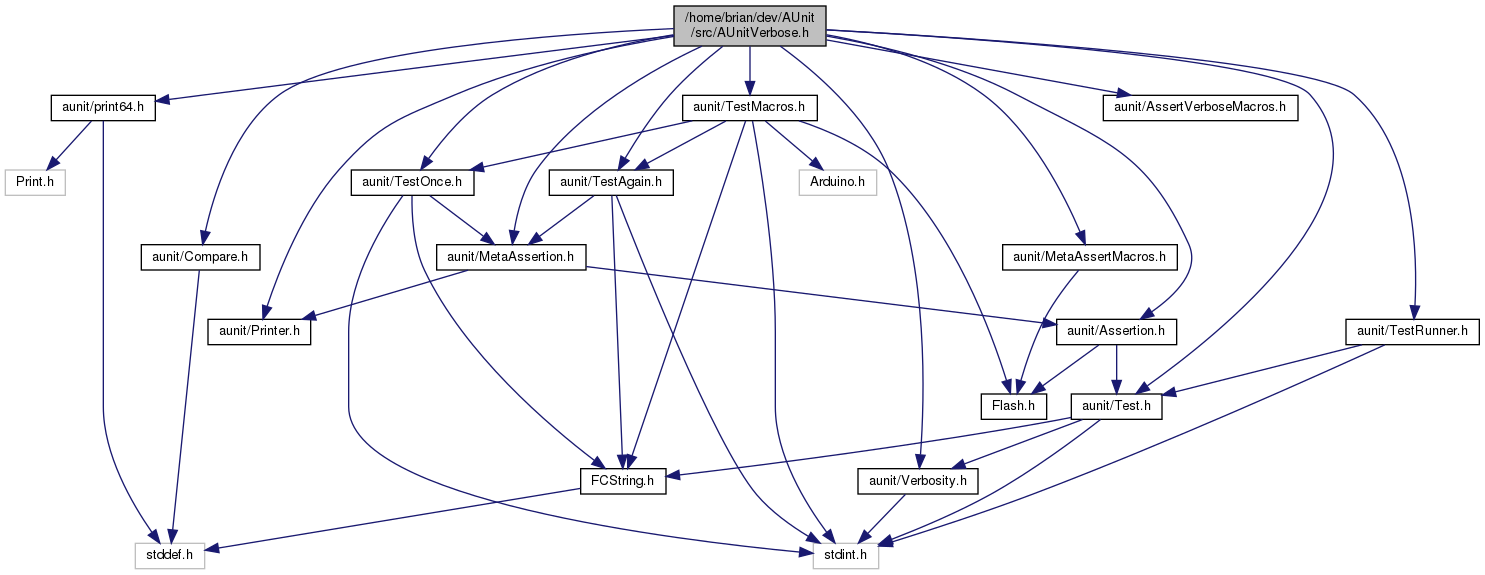 /home/brian/dev/AUnit
/src/AUnitVerbose.h
aunit/print64.h
aunit/TestMacros.h
aunit/AssertVerboseMacros.h
Print.h
aunit/TestOnce.h
aunit/TestAgain.h
Arduino.h
aunit/Compare.h
aunit/MetaAssertion.h
aunit/MetaAssertMacros.h
aunit/Printer.h
aunit/Assertion.h
aunit/TestRunner.h
Flash.h
aunit/Test.h
FCString.h
aunit/Verbosity.h
stddef.h
stdint.h